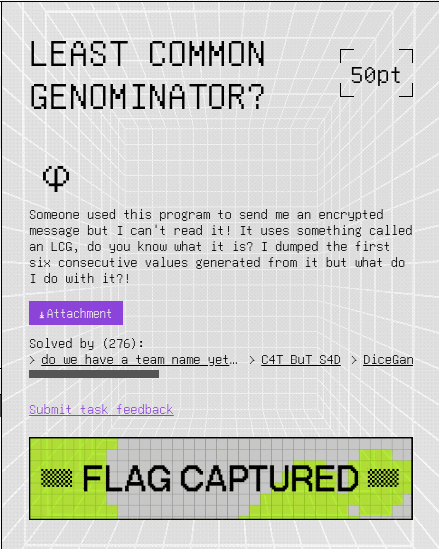 LEAST COMMON
GENOMINATOR?
50pt
φ
Someone used this program to send me an encrypted
message but I can't read it! It uses something called
an LCG, do you know what it is? I dumped the first
six consecutive values generated from it but what do
I do with it?!
Attachment
Solved by (276):
> do we have a team name yet… > C4T BuT S4D > DiceGan
Submit task feedback
FLAG CAPTURED